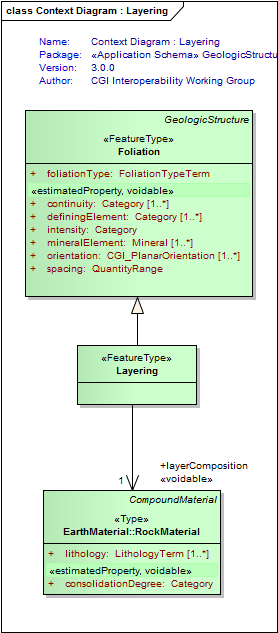 class Context Diagram : Layering
Name: Context Diagram : Layering
Package: «Application Schema» GeologicStructu
Version: 3.0.0
Author: CGI Interoperability Working Group
GeologicStructure
«FeatureType»
Foliation
+ foliationType: FoliationTypeTerm
«estimatedProperty, voidable»
+ continuity: Category [1..*]
+ definingElement: Category [1..*]
+ intensity: Category
+ mineralElement: Mineral [1..*]
+ orientation: CGI_PlanarOrientation [1..*]
+ spacing: QuantityRange
«FeatureType»
Layering
+layerComposition
1 «voidable»
CompoundMaterial
«Type»
EarthMaterial::RockMaterial
+ lithology: LithologyTerm [1..*]
«estimatedProperty, voidable»
+ consolidationDegree: Category